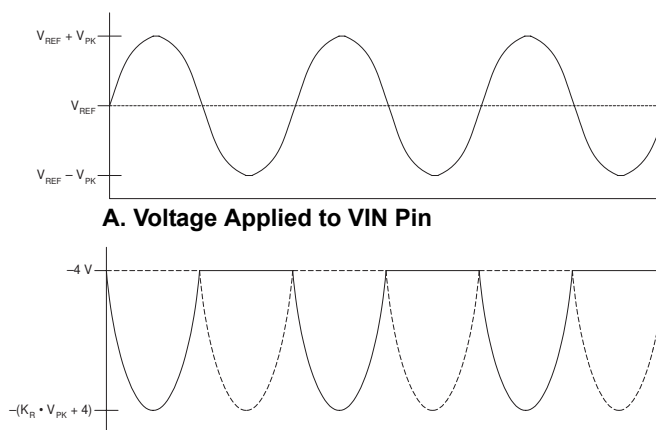 V_REF + V_PK
V_REF
V_REF – V_PK
A. Voltage Applied to VIN Pin
–4 V
–(K_R • V_PK + 4)